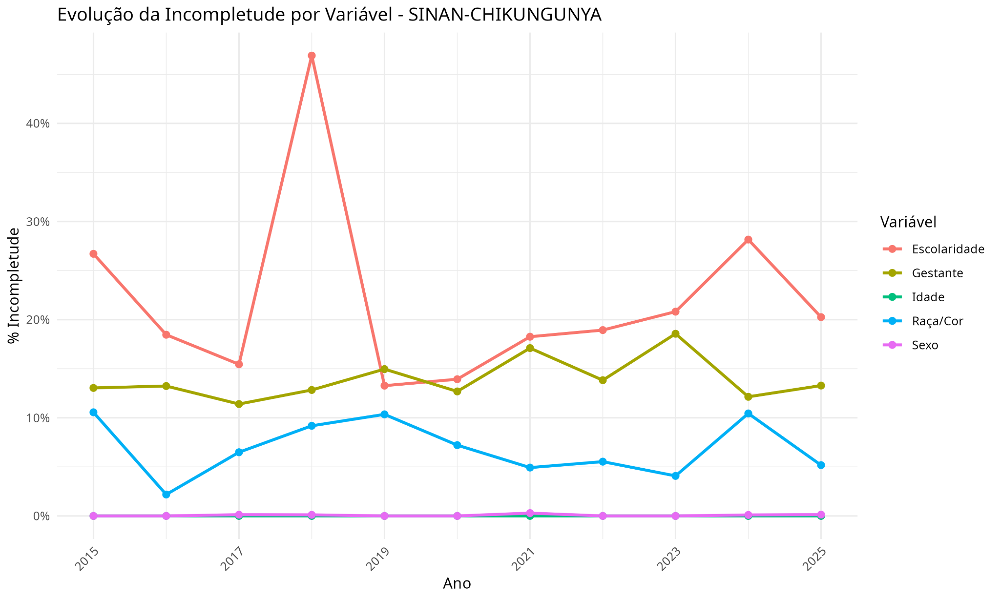 Evolução da Incompletude por Variável - SINAN-CHIKUNGUNYA
% Incompletude
40%
30%
20%
10%
0%
2015
2017
2019
2021
2023
2025
Ano
Variável
Escolaridade
Gestante
Idade
Raça/Cor
Sexo